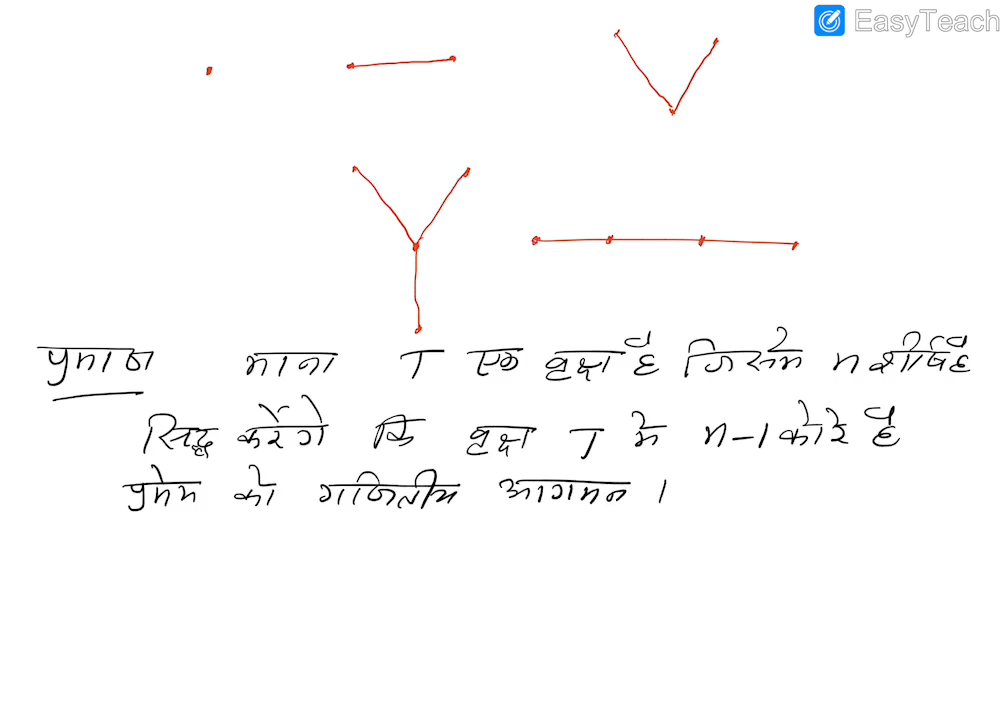 EasyTeach
प्रमाण माना T एक वृक्ष है जिसमे n शीर्ष है
सिद्ध करेंगे कि वृक्ष T मे n-1 कोरे है
प्रमेय को गणितीय आगमन ।